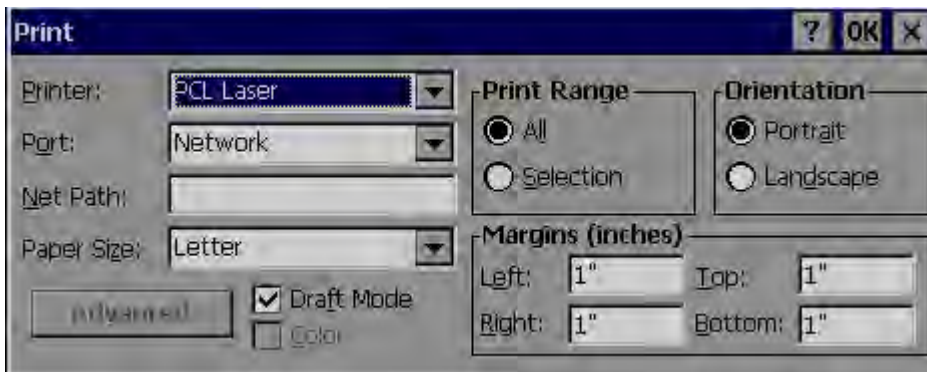 Print ? OK ×
Printer: PCL Laser
Port: Network
Net Path:
Paper Size: Letter
Advanced
Draft Mode
Color
Print Range
All
Selection
Orientation
Portrait
Landscape
Margins (inches)
Left: 1" Top: 1"
Right: 1" Bottom: 1"